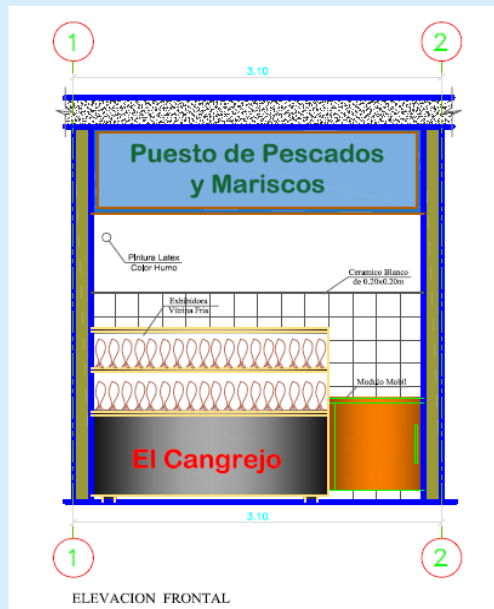 1
2
3.10
Puesto de Pescados
y Mariscos
Pintura Latex
Color Humo
Ceramico Blanco
de 0.20x0.20m
Exhibidora
Vitrina Fria
Modulo Mobil
El Cangrejo
3.10
1
2
ELEVACION FRONTAL